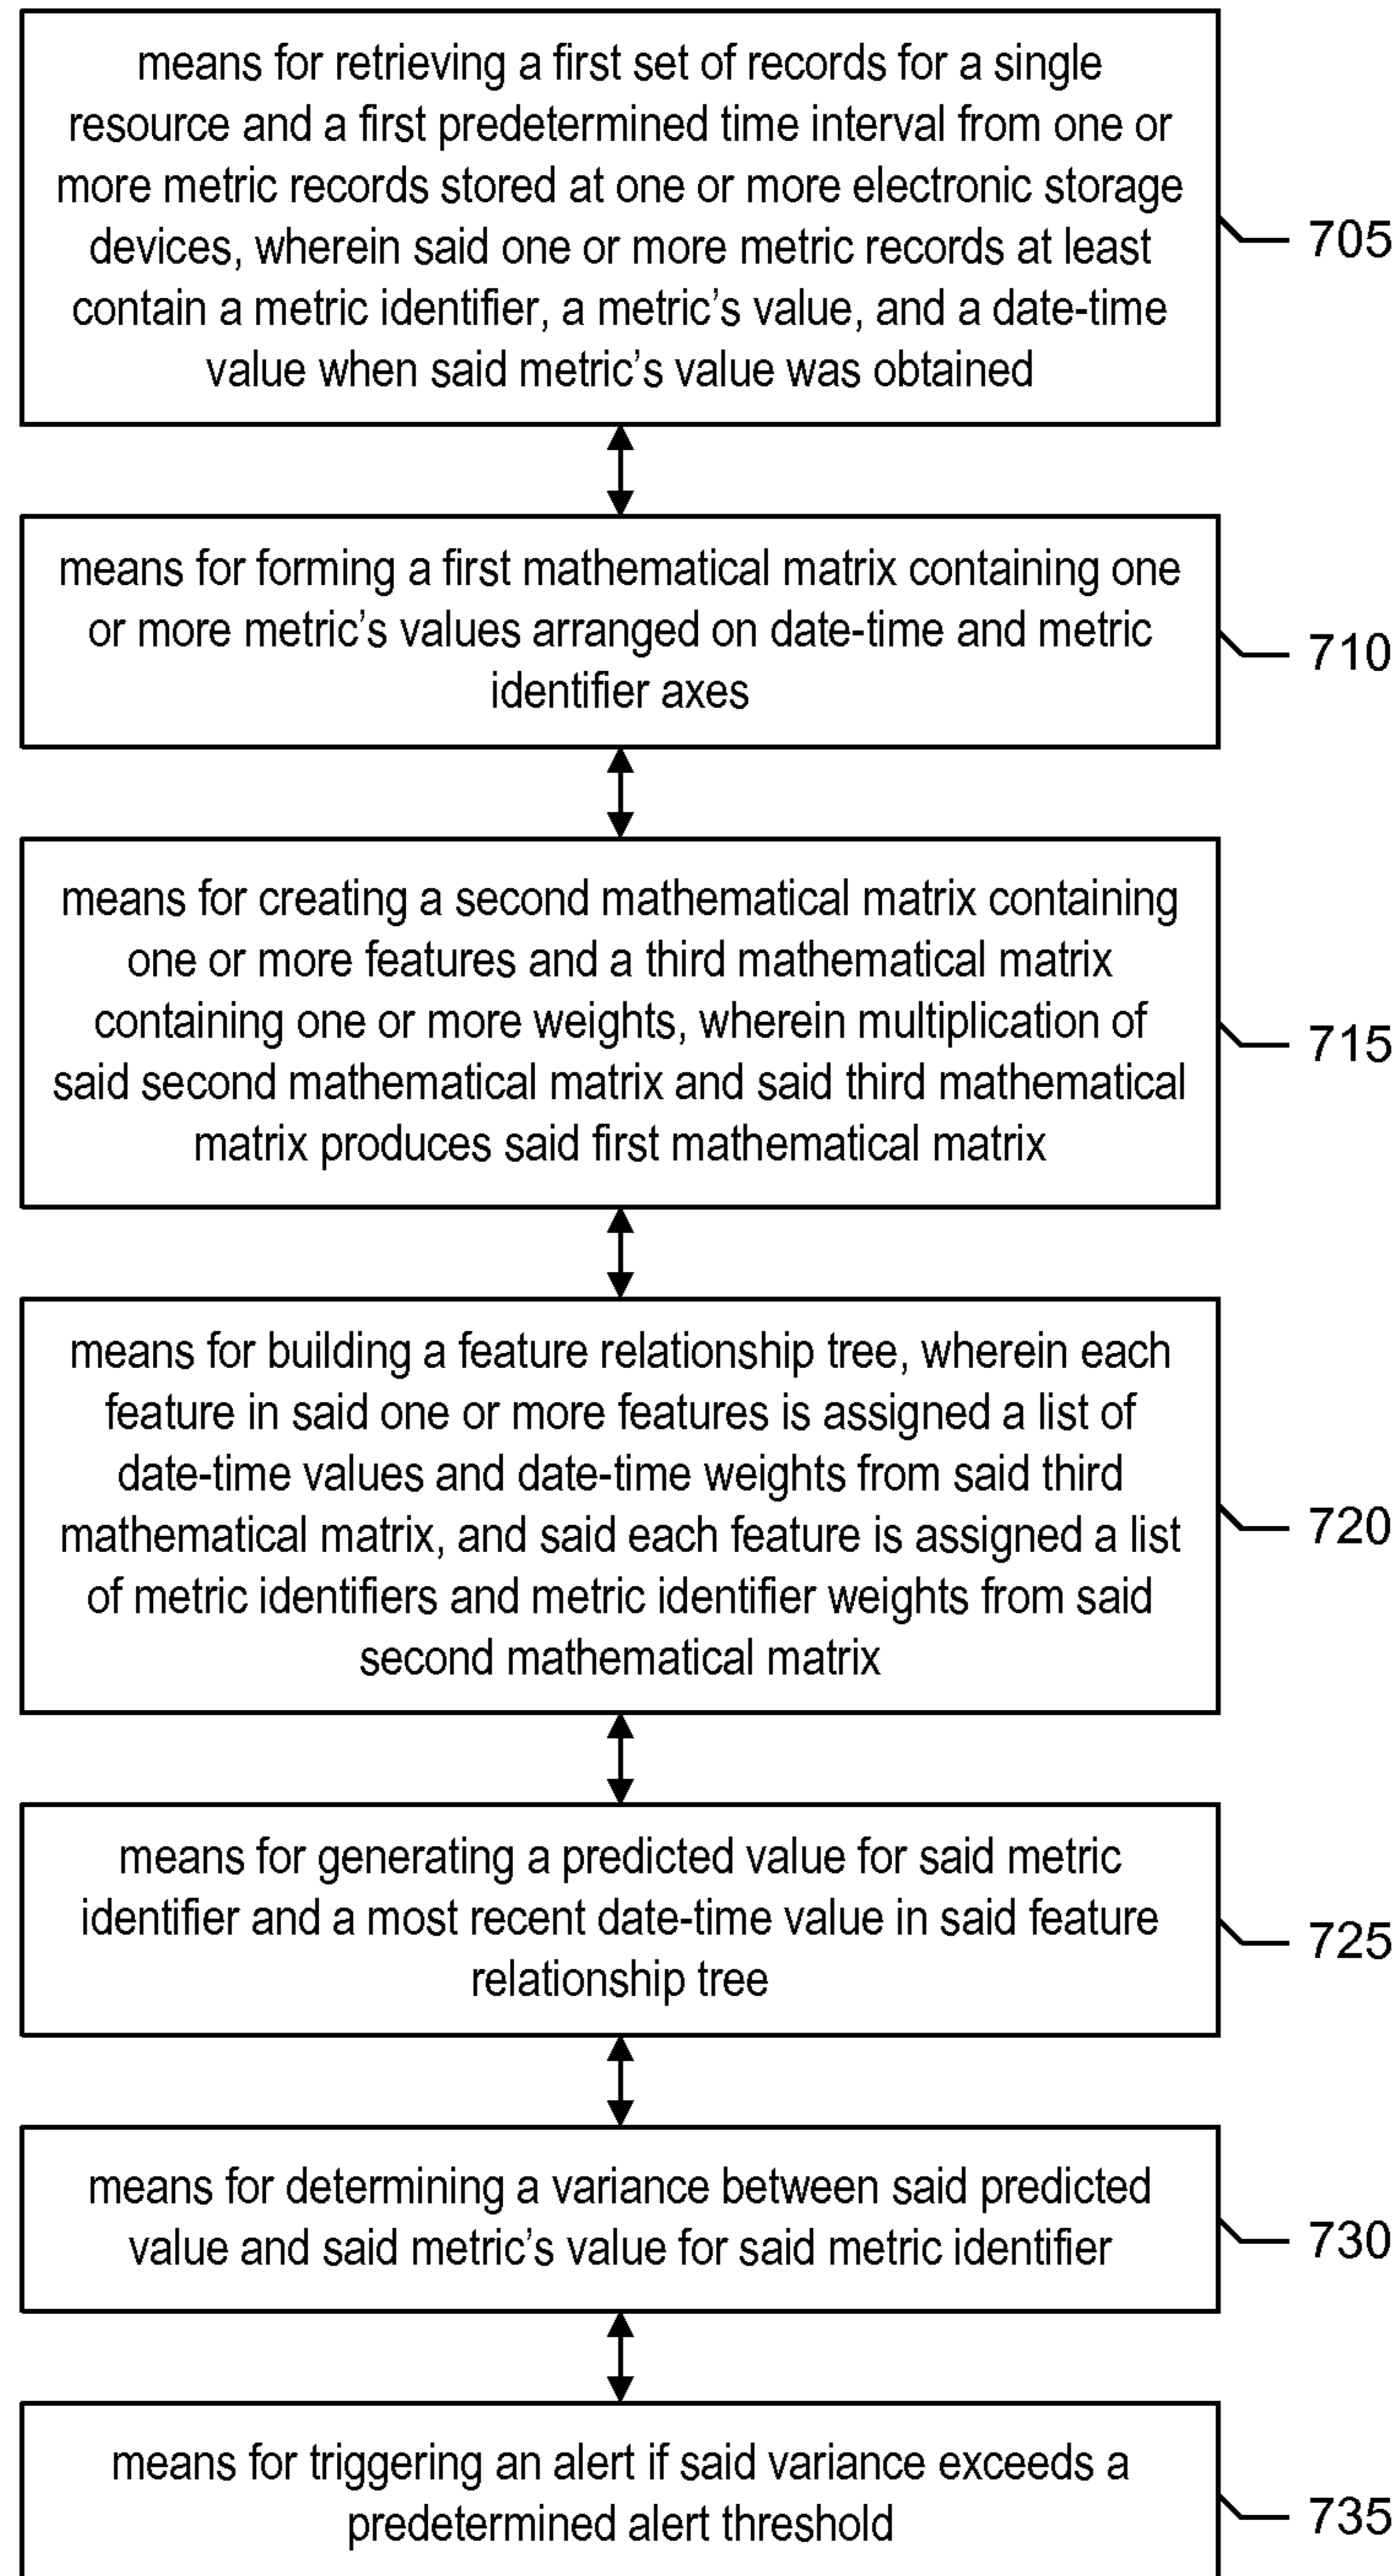 means for retrieving a first set of records for a single
resource and a first predetermined time interval from one or
more metric records stored at one or more electronic storage
devices, wherein said one or more metric records at least
contain a metric identifier, a metric’s value, and a date-time
value when said metric’s value was obtained
705
means for forming a first mathematical matrix containing one
or more metric’s values arranged on date-time and metric
identifier axes
710
means for creating a second mathematical matrix containing
one or more features and a third mathematical matrix
containing one or more weights, wherein multiplication of
said second mathematical matrix and said third mathematical
matrix produces said first mathematical matrix
715
means for building a feature relationship tree, wherein each
feature in said one or more features is assigned a list of
date-time values and date-time weights from said third
mathematical matrix, and said each feature is assigned a list
of metric identifiers and metric identifier weights from said
second mathematical matrix
720
means for generating a predicted value for said metric
identifier and a most recent date-time value in said feature
relationship tree
725
means for determining a variance between said predicted
value and said metric’s value for said metric identifier
730
means for triggering an alert if said variance exceeds a
predetermined alert threshold
735